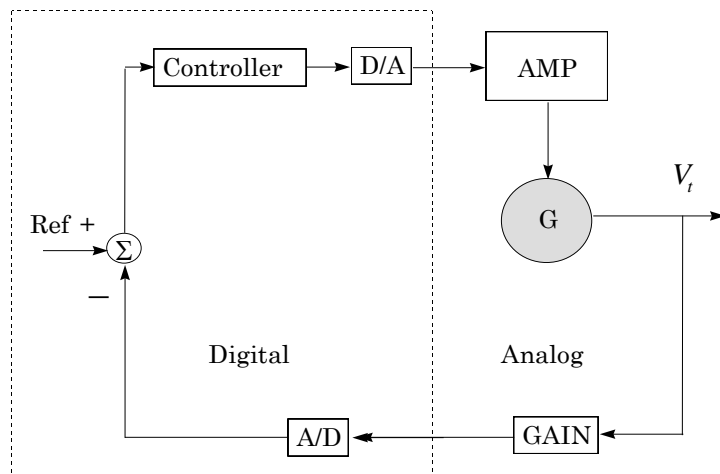 Controller
D/A
AMP
G
V_t
Ref +
Σ
−
Digital
Analog
A/D
GAIN